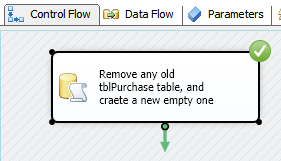 Control Flow
Data Flow
Parameters
Remove any old
tblPurchase table, and
craete a new empty one